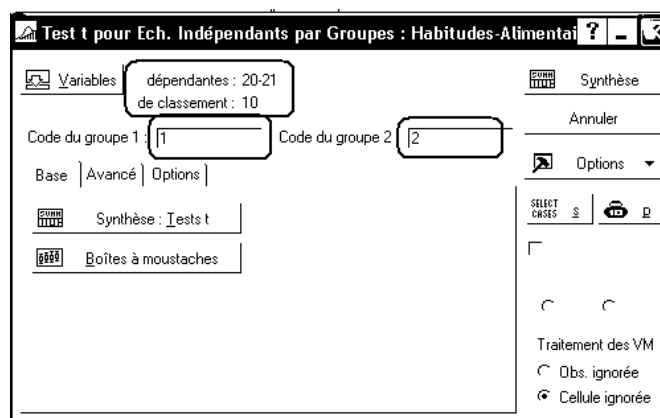 Test t pour Ech. Indépendants par Groupes : Habitudes-Alimentai ? _
Variables
dépendantes : 20-21
de classement : 10
Code du groupe 1 : 1
Code du groupe 2 2
Base Avancé Options
Synthèse : Tests t
Boîtes à moustaches
Synthèse
Annuler
Options
SELECT CASES S D
Traitement des VM
Obs. ignorée
Cellule ignorée